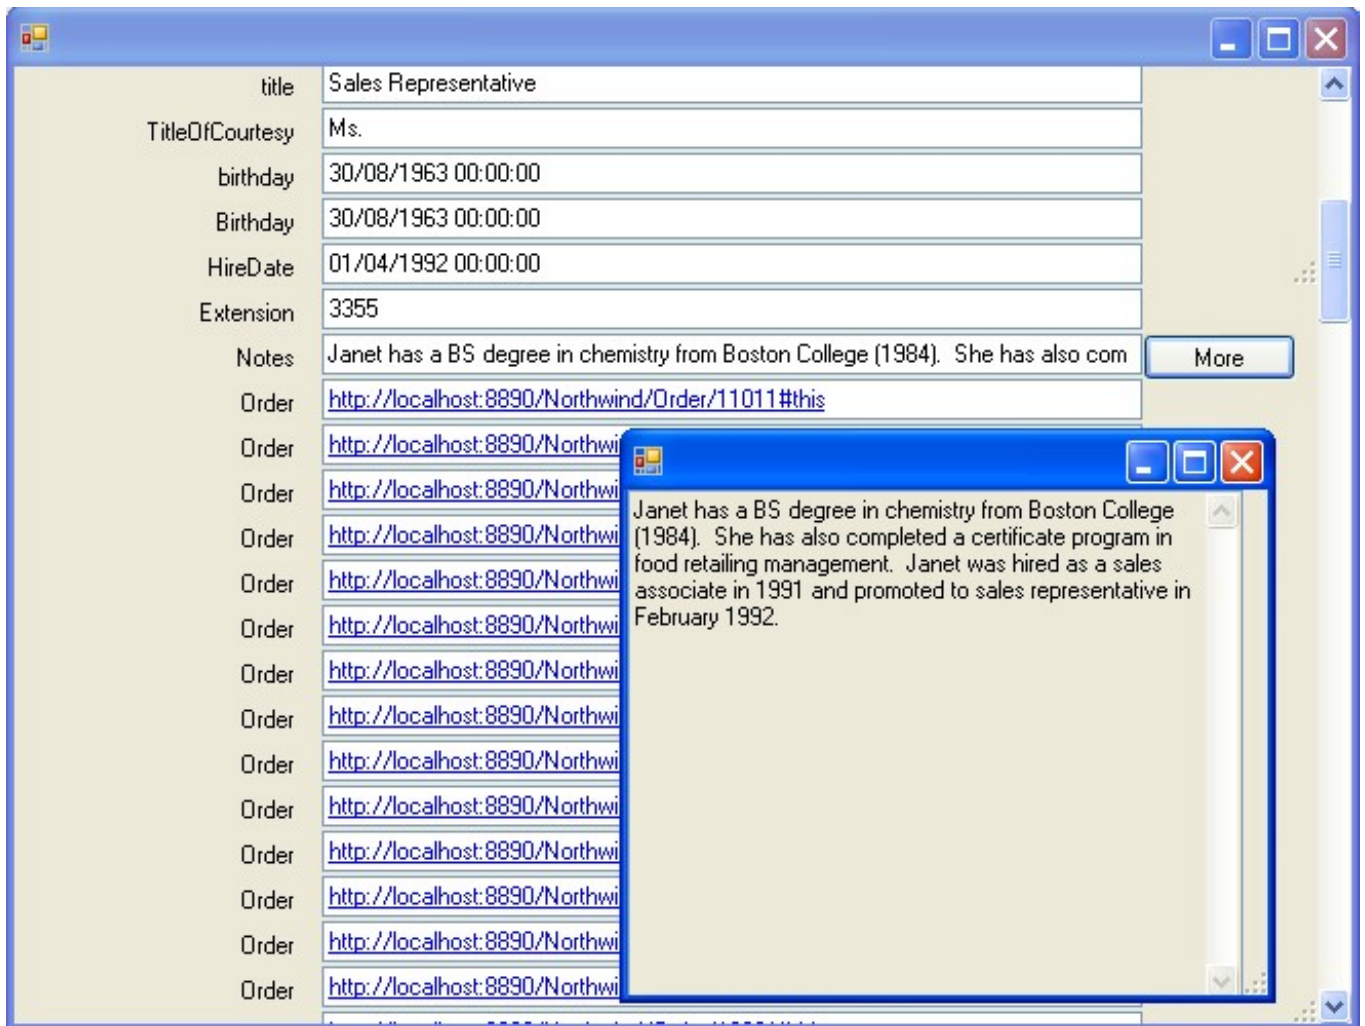 title Sales Representative
TitleOfCourtesy Ms.
birthday 30/08/1963 00:00:00
Birthday 30/08/1963 00:00:00
HireDate 01/04/1992 00:00:00
Extension 3355
Notes Janet has a BS degree in chemistry from Boston College (1984).  She has also com More
Order http://localhost:8890/Northwind/Order/11011#this
Order http://localhost:8890/Northwi
Order http://localhost:8890/Northwi
Order http://localhost:8890/Northwi
Order http://localhost:8890/Northwi
Order http://localhost:8890/Northwi
Order http://localhost:8890/Northwi
Order http://localhost:8890/Northwi
Order http://localhost:8890/Northwi
Order http://localhost:8890/Northwi
Order http://localhost:8890/Northwi
Order http://localhost:8890/Northwi
Order http://localhost:8890/Northwi
Order http://localhost:8890/Northwi
Janet has a BS degree in chemistry from Boston College
(1984).  She has also completed a certificate program in
food retailing management.  Janet was hired as a sales
associate in 1991 and promoted to sales representative in
February 1992.